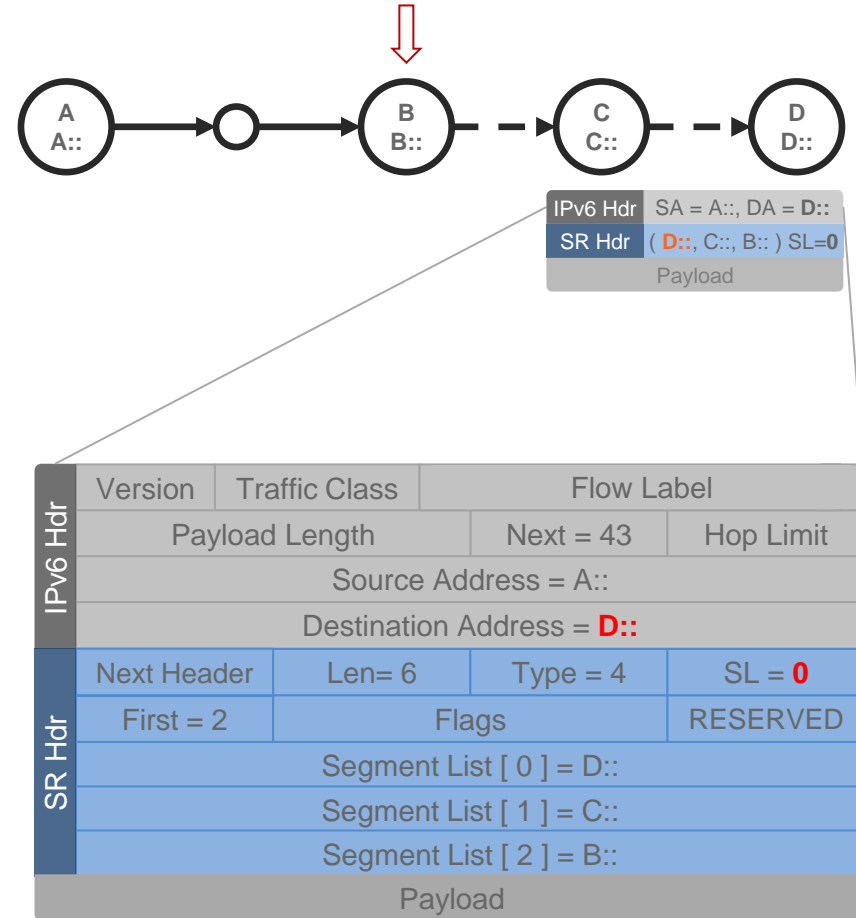 A B C D
A:: B:: C:: D::
IPv6 Hdr SA = A::, DA = D::
SR Hdr ( D::, C::, B:: ) SL=0
Payload
IPv6 Hdr
Version Traffic Class Flow Label
Payload Length Next = 43 Hop Limit
Source Address = A::
Destination Address = D::
SR Hdr
Next Header Len= 6 Type = 4 SL = 0
First = 2 Flags RESERVED
Segment List [ 0 ] = D::
Segment List [ 1 ] = C::
Segment List [ 2 ] = B::
Payload